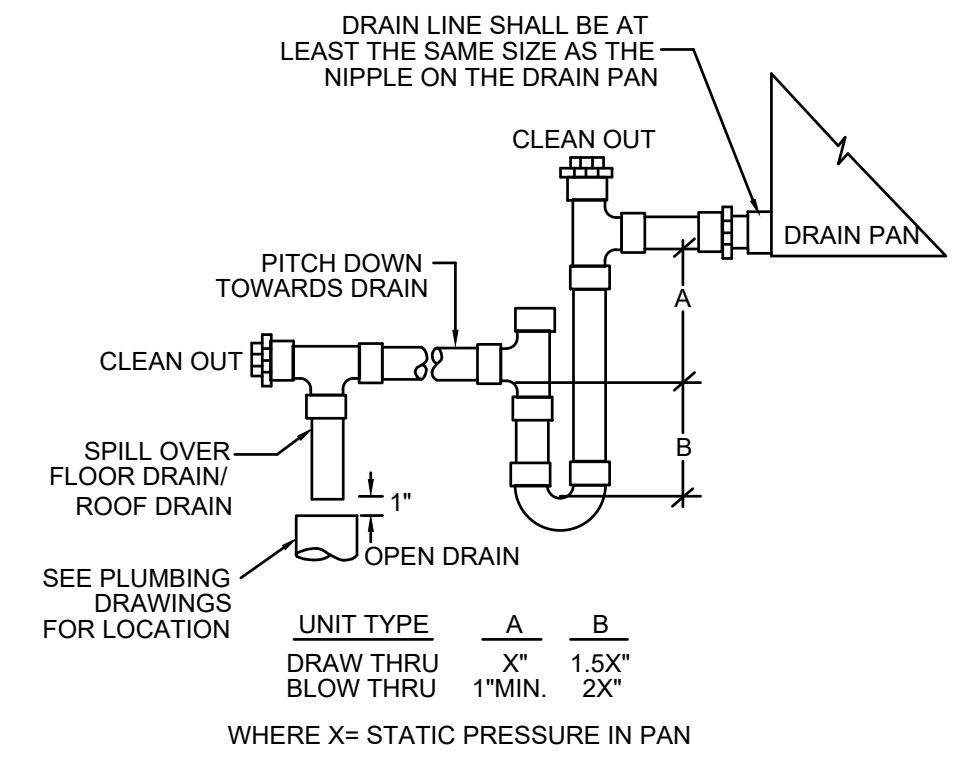 DRAIN LINE SHALL BE AT
LEAST THE SAME SIZE AS THE
NIPPLE ON THE DRAIN PAN
CLEAN OUT
DRAIN PAN
PITCH DOWN
TOWARDS DRAIN
A
CLEAN OUT
B
SPILL OVER
FLOOR DRAIN/
ROOF DRAIN
1"
OPEN DRAIN
SEE PLUMBING
DRAWINGS
FOR LOCATION
UNIT TYPE A B
DRAW THRU X" 1.5X"
BLOW THRU 1"MIN. 2X"
WHERE X= STATIC PRESSURE IN PAN